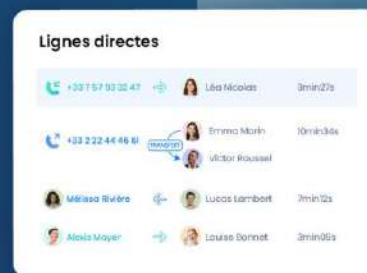 Lignes directes
+33 7 57 93 32 47 Léa Nicolas 3min27s
+33 2 22 44 46 61 TRANSFERT Emma Marin 10min34s
Victor Roussel
Mélissa Rivière Lucas Lambert 7min12s
Alexis Mayer Louise Bonnet 3min05s